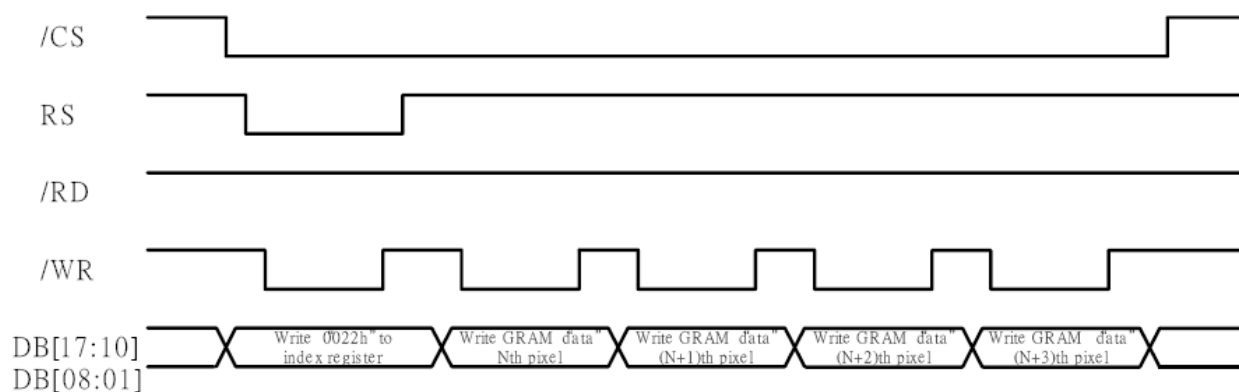 /CS
RS
/RD
/WR
DB[17:10]
DB[08:01]
Write "0022h" to
index register
Write GRAM "data"
Nth pixel
Write GRAM "data"
(N+1)th pixel
Write GRAM "data"
(N+2)th pixel
Write GRAM "data"
(N+3)th pixel